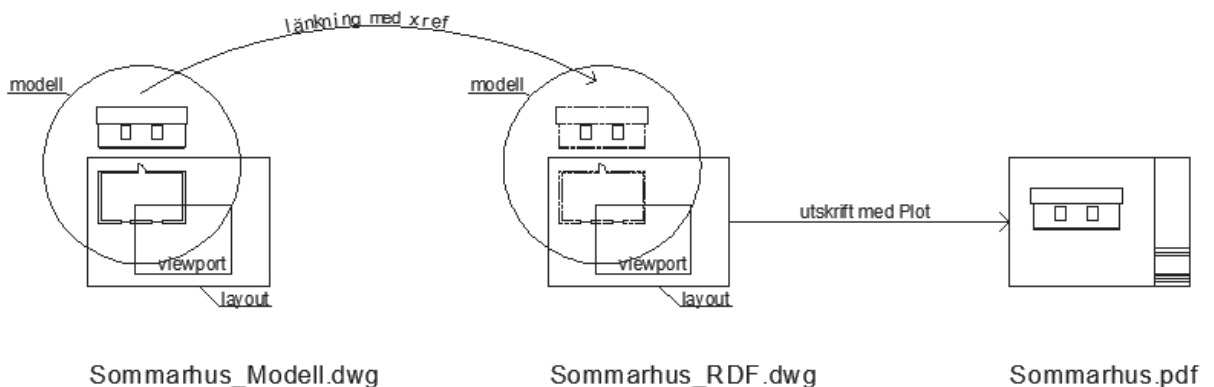 länkning med xref
modell
modell
utskrift med Plot
viewport
viewport
layout
layout
Sommarhus_Modell.dwg
Sommarhus_RDF.dwg
Sommarhus.pdf